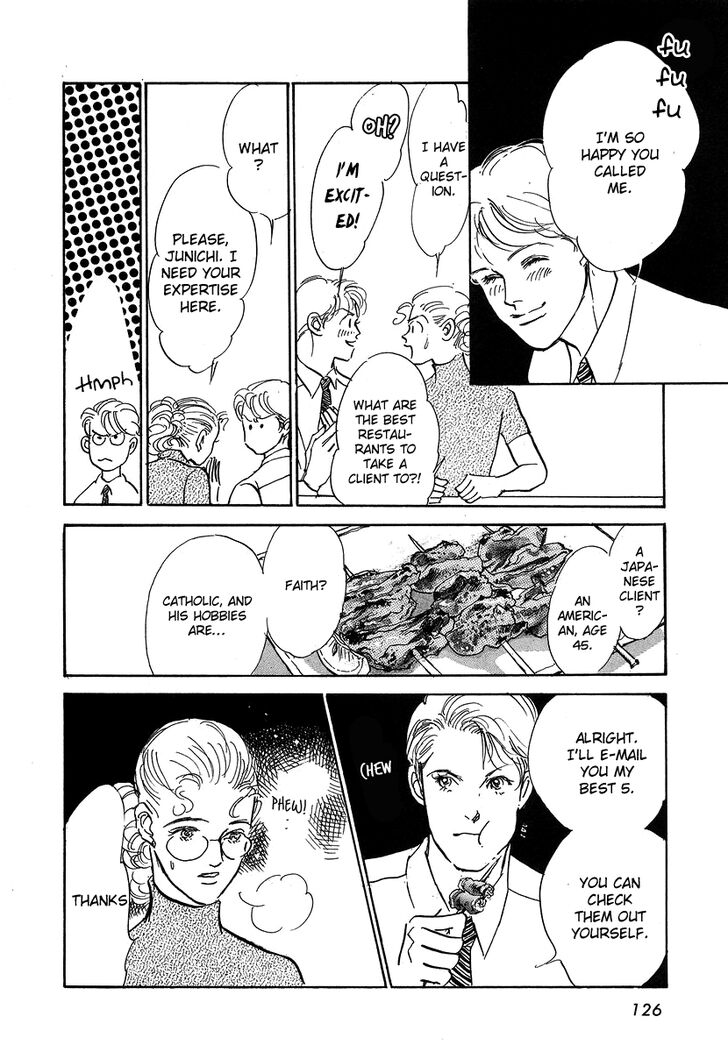 fu
fu
fu
I'M SO
HAPPY YOU
CALLED
ME.
I HAVE
A
QUEST-
ION.
OH?
I'M
EXCIT-
ED!
WHAT ARE
THE BEST
RESTAU-
RANTS TO
TAKE A
CLIENT TO?!
WHAT
?
PLEASE,
JUNICHI. I
NEED YOUR
EXPERTISE
HERE.
Hmph
A
JAPA-
NESE
CLIENT
?
AN
AMERIC-
AN, AGE
45.
FAITH?
CATHOLIC, AND
HIS HOBBIES
ARE...
ALRIGHT.
I'LL E-MAIL
YOU MY
BEST 5.
CHEW
YOU CAN
CHECK
THEM OUT
YOURSELF.
PHEW!
THANKS
126